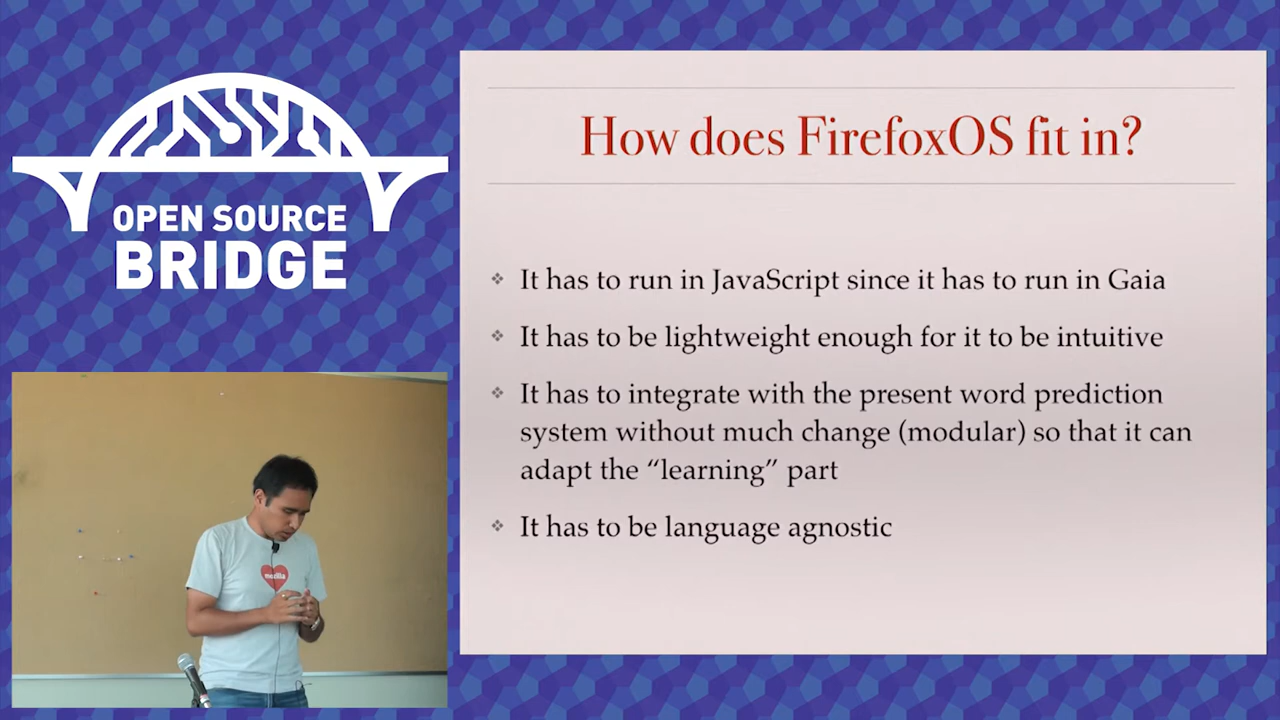 OPEN SOURCE
BRIDGE
How does FirefoxOS fit in?
It has to run in JavaScript since it has to run in Gaia
It has to be lightweight enough for it to be intuitive
It has to integrate with the present word prediction
system without much change (modular) so that it can
adapt the “learning” part
It has to be language agnostic
mozilla